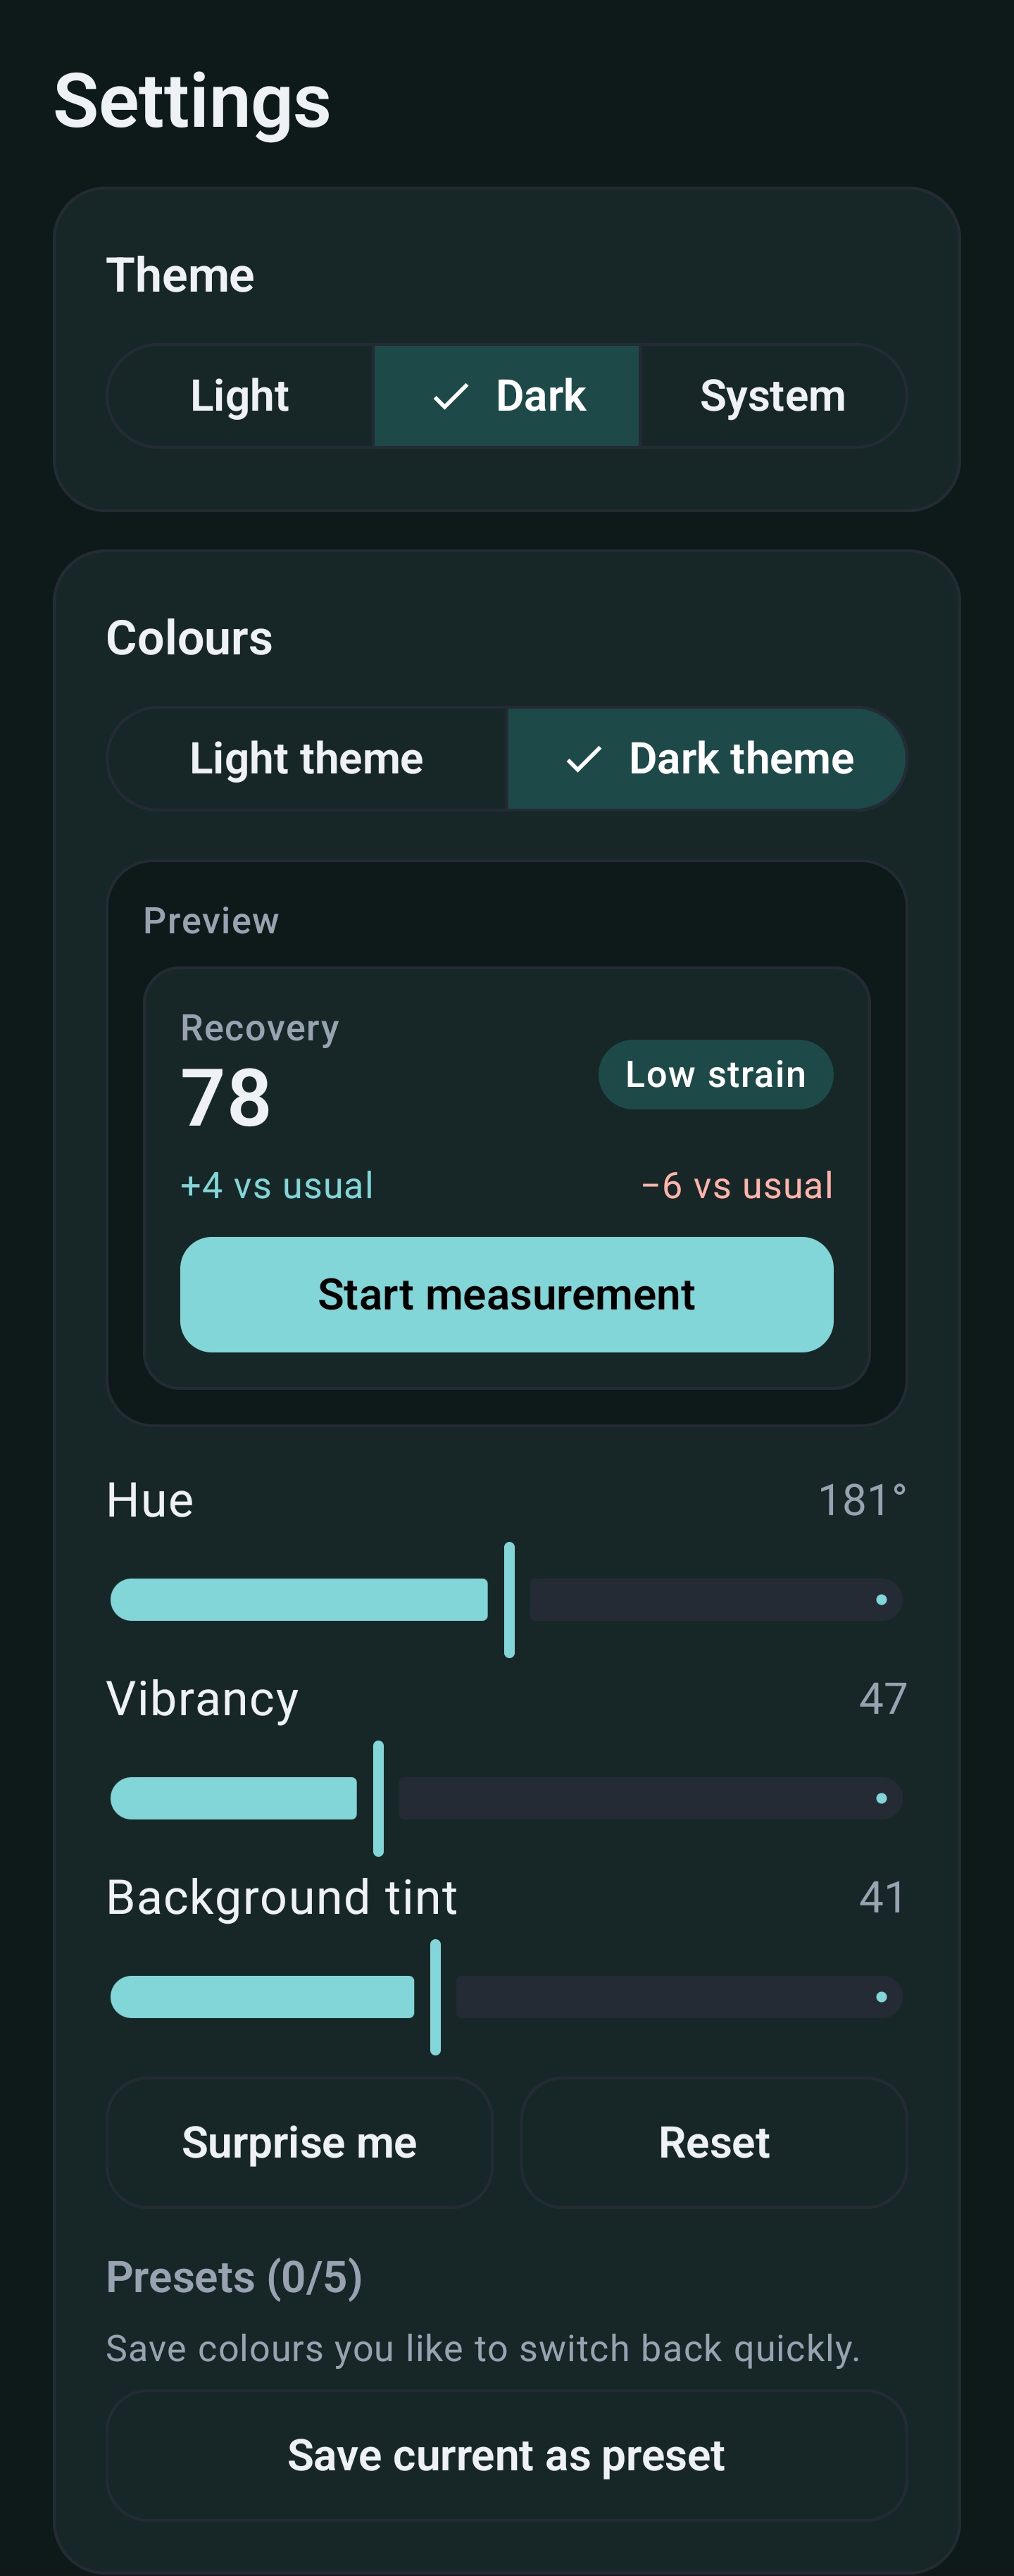 Settings
Theme
Light
Dark
System
Colours
Light theme
Dark theme
Preview
Recovery
78
Low strain
+4 vs usual
−6 vs usual
Start measurement
Hue
181°
Vibrancy
47
Background tint
41
Surprise me
Reset
Presets (0/5)
Save colours you like to switch back quickly.
Save current as preset